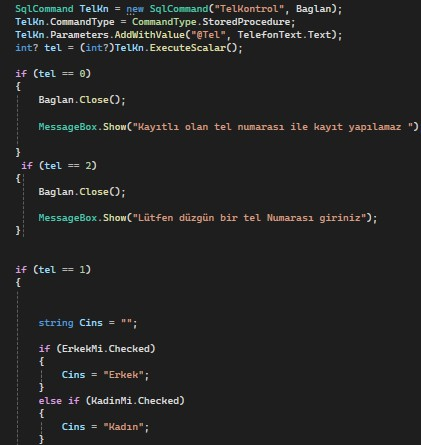 SqlCommand TelKn = new SqlCommand("TelKontrol", Baglan);
TelKn.CommandType = CommandType.StoredProcedure;
TelKn.Parameters.AddWithValue("@Tel", TelefonText.Text);
int? tel = (int?)TelKn.ExecuteScalar();
if (tel == 0)
{
Baglan.Close();
MessageBox.Show("Kayıtlı olan tel numarası ile kayıt yapılamaz ")
}
if (tel == 2)
{
Baglan.Close();
MessageBox.Show("Lütfen düzgün bir tel Numarası giriniz");
}
if (tel == 1)
{
string Cins = "";
if (ErkekMi.Checked)
{
Cins = "Erkek";
}
else if (KadinMi.Checked)
{
Cins = "Kadın";
}